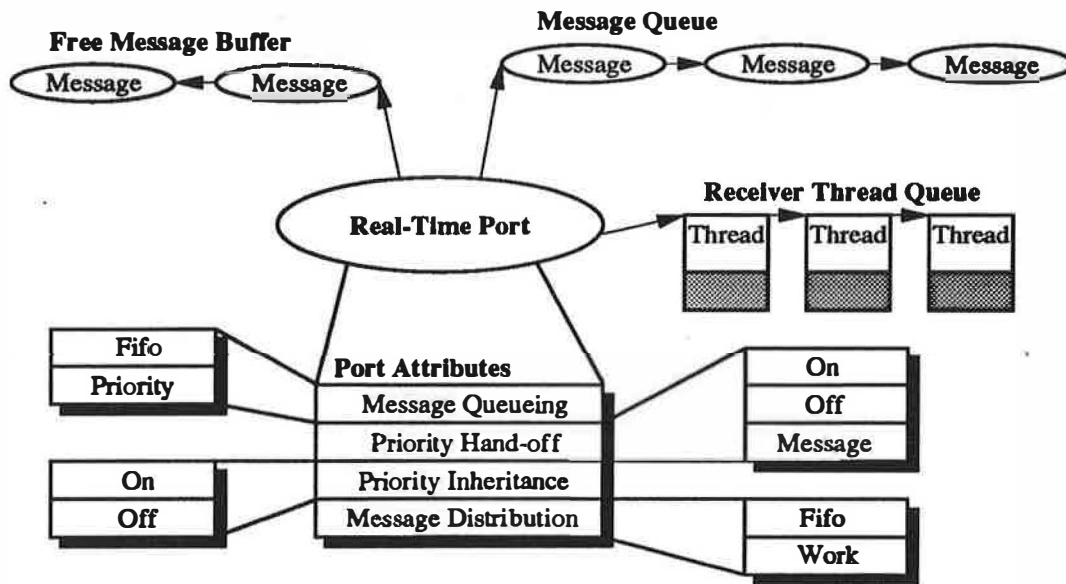 Message Queue
Free Message Buffer
Message
Message
Message
Message
Message
Receiver Thread Queue
Real-Time Port
Thread
Thread
Thread
Fifo
Priority
Port Attributes
Message Queueing
Priority Hand-off
Priority Inheritance
Message Distribution
On
Off
Message
On
Off
Fifo
Work